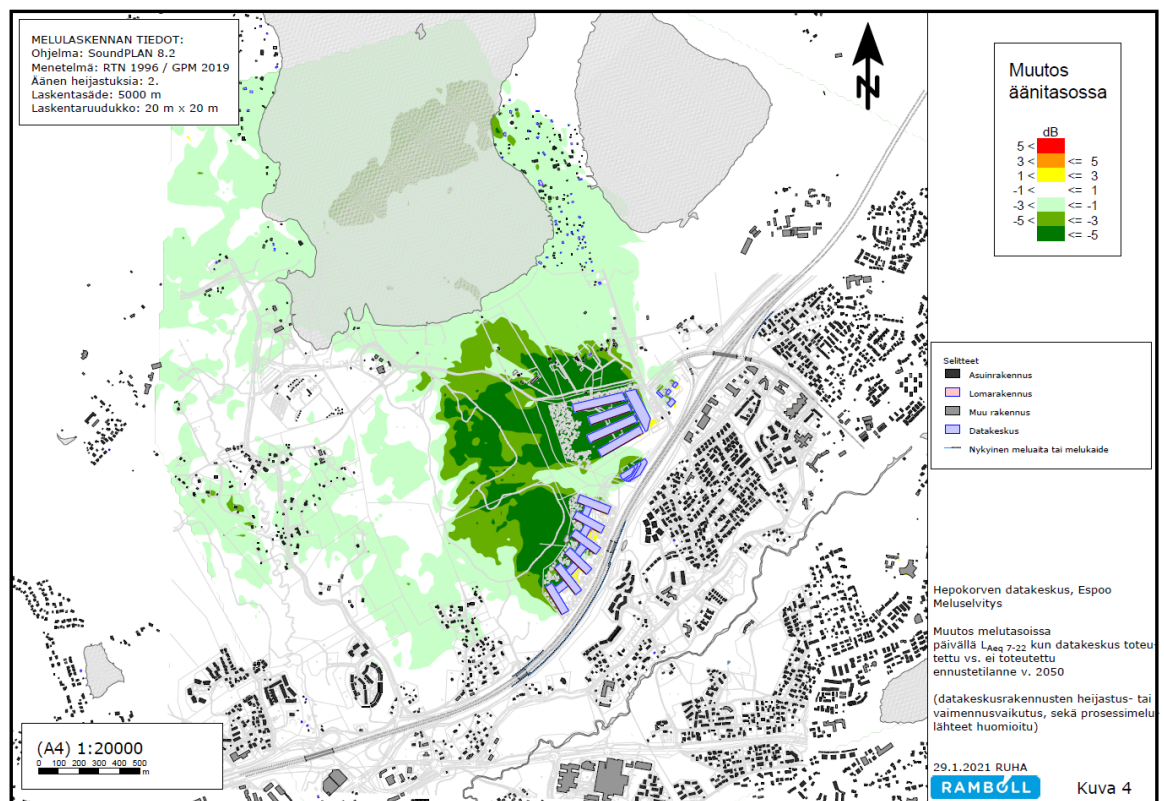 MELULASKENNAN TIEDOT:
Ohjelma: SoundPLAN 8.2
Menetelmä: RTN 1996 / GPM 2019
Äänen heijastuksia: 2.
Laskentasäde: 5000 m
Laskentaruudukko: 20 m x 20 m
N
Muutos
äänitasossa
dB
5 <
3 < <= 5
1 < <= 3
-1 < <= 1
-3 < <= -1
-5 < <= -3
<= -5
Selitteet
Asuinrakennus
Lomarakennus
Muu rakennus
Datakeskus
Nykyinen meluaita tai melukaide
Hepokorven datakeskus, Espoo
Meluselvitys
Muutos melutasoissa
päivällä LAeq 7-22 kun datakeskus toteu-
tettu vs. ei toteutettu
ennustetilanne v. 2050
(datakeskusrakennusten heijastus- tai
vaimennusvaikutus, sekä prosessimelu-
lähteet huomioitu)
29.1.2021 RUHA
RAMBOLL
Kuva 4
(A4) 1:20000
0 100 200 300 400 500
m